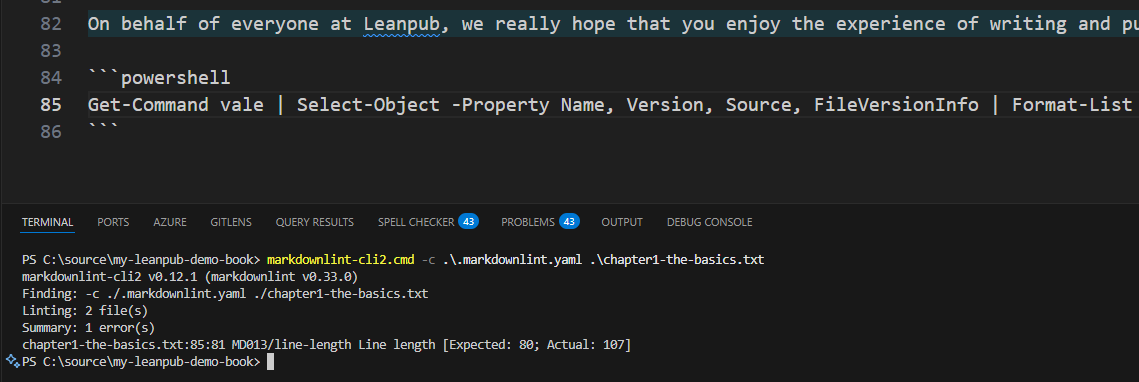 81
82 On behalf of everyone at Leanpub, we really hope that you enjoy the experience of writing and
83
84 ```powershell
85 Get-Command vale | Select-Object -Property Name, Version, Source, FileVersionInfo | Format-List
86 ```
TERMINAL PORTS AZURE GITLENS QUERY RESULTS SPELL CHECKER 43 PROBLEMS 43 OUTPUT DEBUG CONSOLE
PS C:\source\my-leanpub-demo-book> markdownlint-cli2.cmd -c .\.markdownlint.yaml .\chapter1-the-basics.txt
markdownlint-cli2 v0.12.1 (markdownlint v0.33.0)
Finding: -c ./.markdownlint.yaml ./chapter1-the-basics.txt
Linting: 2 file(s)
Summary: 1 error(s)
chapter1-the-basics.txt:85:81 MD013/line-length Line length [Expected: 80; Actual: 107]
PS C:\source\my-leanpub-demo-book>